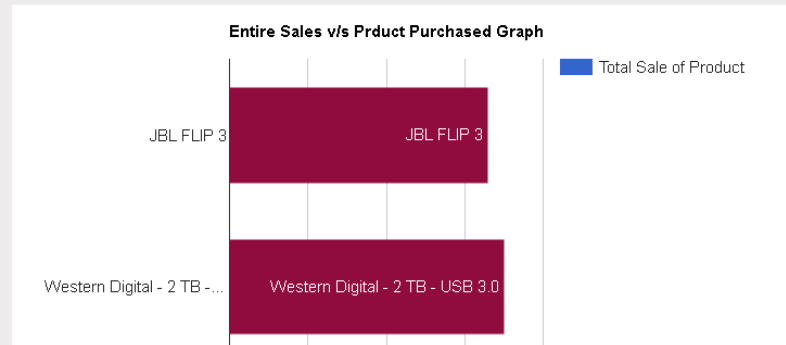 Entire Sales v/s Prduct Purchased Graph
Total Sale of Product
JBL FLIP 3
JBL FLIP 3
Western Digital - 2 TB -...
Western Digital - 2 TB - USB 3.0